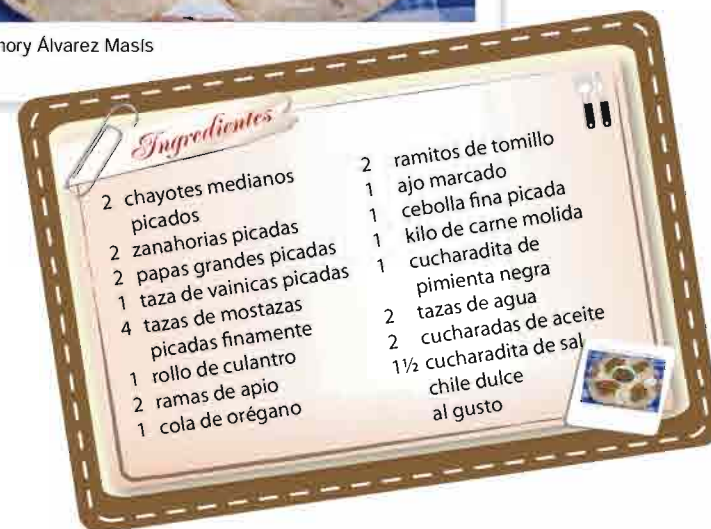 Álvarez Masís
Ingredientes
2 chayotes medianos
picados
2 zanahorias picadas
2 papas grandes picadas
1 taza de vainicas picadas
4 tazas de mostazas
picadas finamente
1 rollo de culantro
2 ramas de apio
1 cola de orégano
2 ramitos de tomillo
1 ajo marcado
1 cebolla fina picada
1 kilo de carne molida
1 cucharadita de
pimienta negra
2 tazas de agua
2 cucharadas de aceite
1½ cucharadita de sal
chile dulce
al gusto